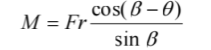 M = Fr cos(β − θ) / sin β